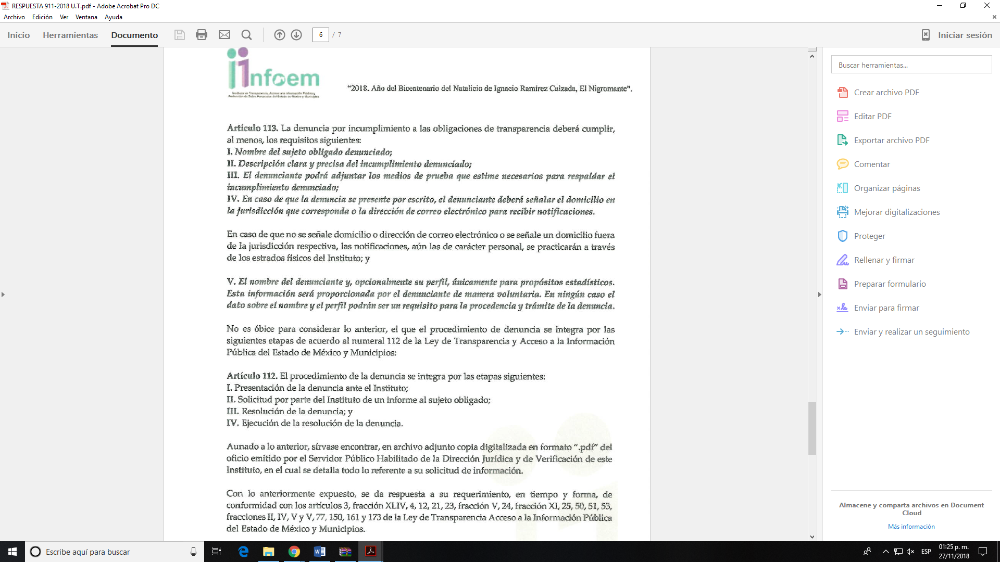 RESPUESTA 911-2018 U.T.pdf - Adobe Acrobat Pro DC
Archivo Edición Ver Ventana Ayuda
Inicio Herramientas Documento 6 / 7 Iniciar sesión
infoem
Instituto de Transparencia, Acceso a la Información Pública y
Protección de Datos Personales del Estado de México y Municipios
“2018. Año del Bicentenario del Natalicio de Ignacio Ramírez Calzada, El Nigromante".
Artículo 113. La denuncia por incumplimiento a las obligaciones de transparencia deberá cumplir,
al menos, los requisitos siguientes:
I. Nombre del sujeto obligado denunciado;
II. Descripción clara y precisa del incumplimiento denunciado;
III. El denunciante podrá adjuntar los medios de prueba que estime necesarios para respaldar el
incumplimiento denunciado;
IV. En caso de que la denuncia se presente por escrito, el denunciante deberá señalar el domicilio en
la jurisdicción que corresponda o la dirección de correo electrónico para recibir notificaciones.
En caso de que no se señale domicilio o dirección de correo electrónico o se señale un domicilio fuera
de la jurisdicción respectiva, las notificaciones, aún las de carácter personal, se practicarán a través
de los estrados físicos del Instituto; y
V. El nombre del denunciante y, opcionalmente su perfil, únicamente para propósitos estadísticos.
Esta información será proporcionada por el denunciante de manera voluntaria. En ningún caso el
dato sobre el nombre y el perfil podrán ser un requisito para la procedencia y trámite de la denuncia.
No es óbice para considerar lo anterior, el que el procedimiento de denuncia se integra por las
siguientes etapas de acuerdo al numeral 112 de la Ley de Transparencia y Acceso a la Información
Pública del Estado de México y Municipios:
Artículo 112. El procedimiento de la denuncia se integra por las etapas siguientes:
I. Presentación de la denuncia ante el Instituto;
II. Solicitud por parte del Instituto de un informe al sujeto obligado;
III. Resolución de la denuncia; y
IV. Ejecución de la resolución de la denuncia.
Aunado a lo anterior, sírvase encontrar, en archivo adjunto copia digitalizada en formato “.pdf” del
oficio emitido por el Servidor Público Habilitado de la Dirección Jurídica y de Verificación de este
Instituto, en el cual se detalla todo lo referente a su solicitud de información.
Con lo anteriormente expuesto, se da respuesta a su requerimiento, en tiempo y forma, de
conformidad con los artículos 3, fracción XLIV, 4, 12, 21, 23, fracción V, 24, fracción XI, 25, 50, 51, 53,
fracciones II, IV, V y V, 77, 150, 161 y 173 de la Ley de Transparencia Acceso a la Información Pública
del Estado de México y Municipios.
Buscar herramientas...
Crear archivo PDF
Editar PDF
Exportar archivo PDF
Comentar
Organizar páginas
Mejorar digitalizaciones
Proteger
Rellenar y firmar
Preparar formulario
Enviar para firmar
Enviar y realizar un seguimiento
Almacene y comparta archivos en Document
Cloud
Más información
Escribe aquí para buscar
ESP
01:25 p. m.
27/11/2018